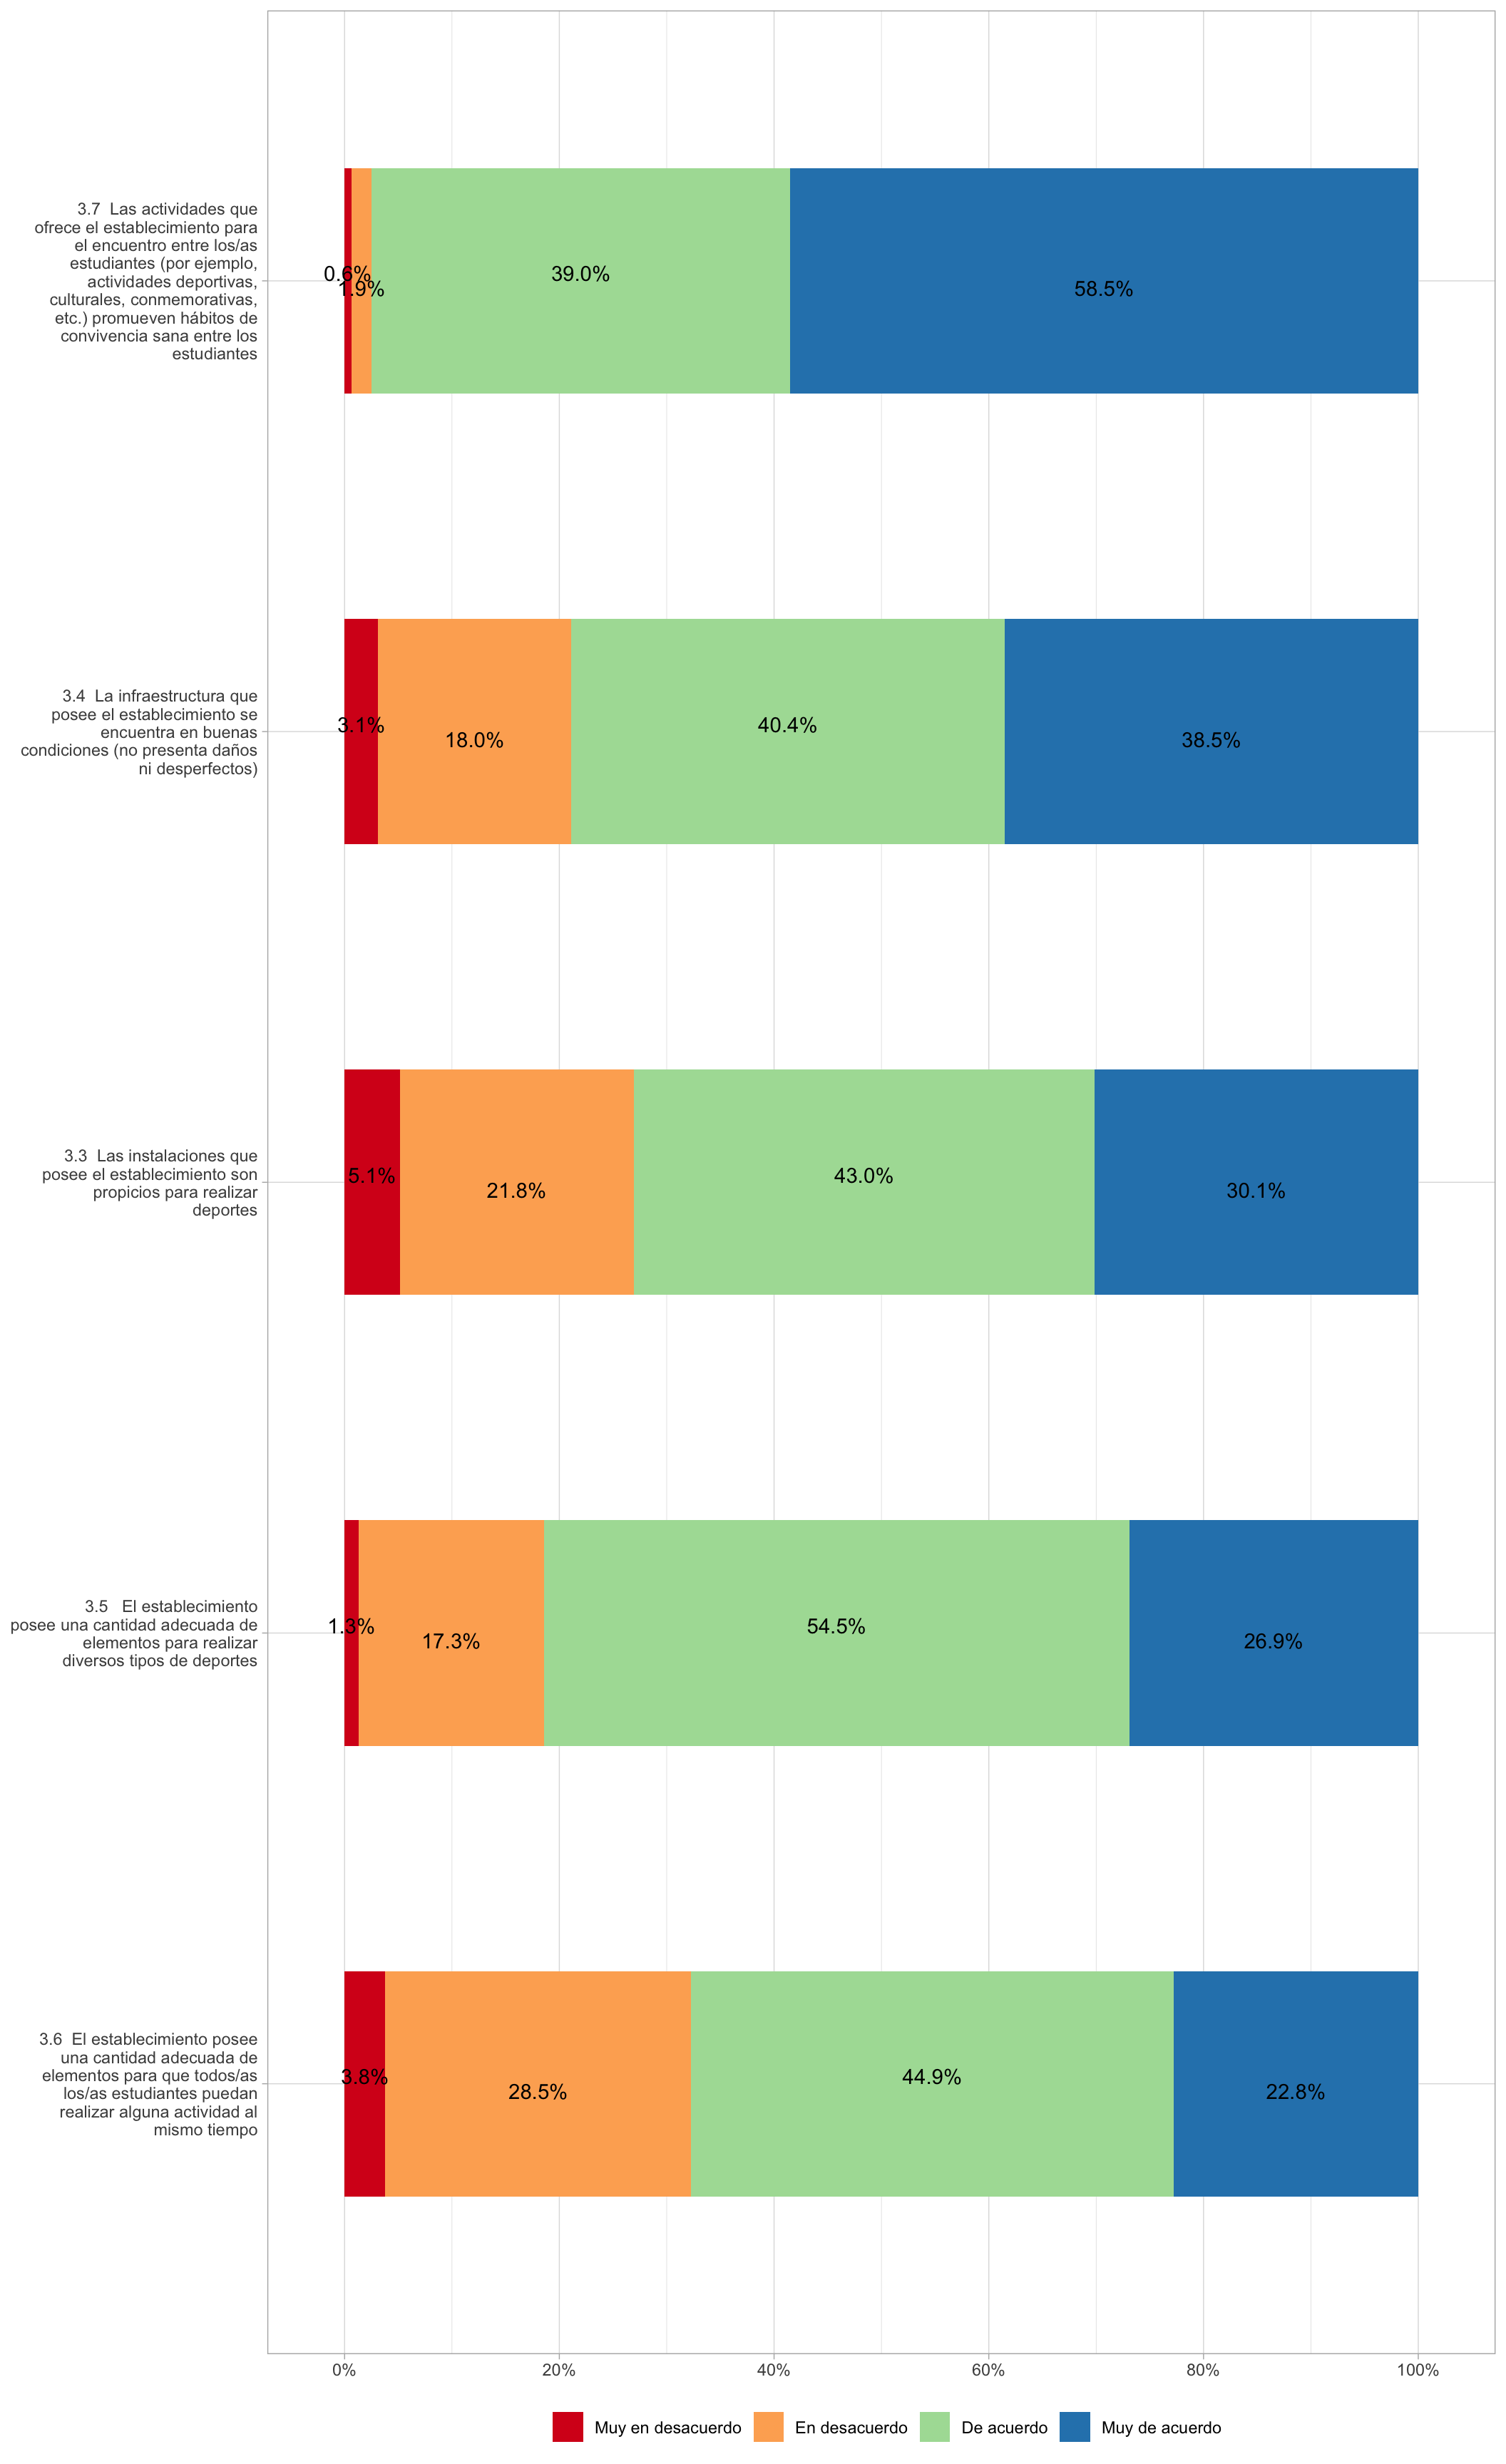 3.7  Las actividades que
ofrece el establecimiento para
el encuentro entre los/as
estudiantes (por ejemplo,
actividades deportivas,
culturales, conmemorativas,
etc.) promueven hábitos de
convivencia sana entre los
estudiantes
0.6%
1.9%
39.0%
58.5%
3.4  La infraestructura que
posee el establecimiento se
encuentra en buenas
condiciones (no presenta daños
ni desperfectos)
3.1%
18.0%
40.4%
38.5%
3.3  Las instalaciones que
posee el establecimiento son
propicios para realizar
deportes
5.1%
21.8%
43.0%
30.1%
3.5   El establecimiento
posee una cantidad adecuada de
elementos para realizar
diversos tipos de deportes
1.3%
17.3%
54.5%
26.9%
3.6  El establecimiento posee
una cantidad adecuada de
elementos para que todos/as
los/as estudiantes puedan
realizar alguna actividad al
mismo tiempo
3.8%
28.5%
44.9%
22.8%
0% 20% 40% 60% 80% 100%
Muy en desacuerdo En desacuerdo De acuerdo Muy de acuerdo